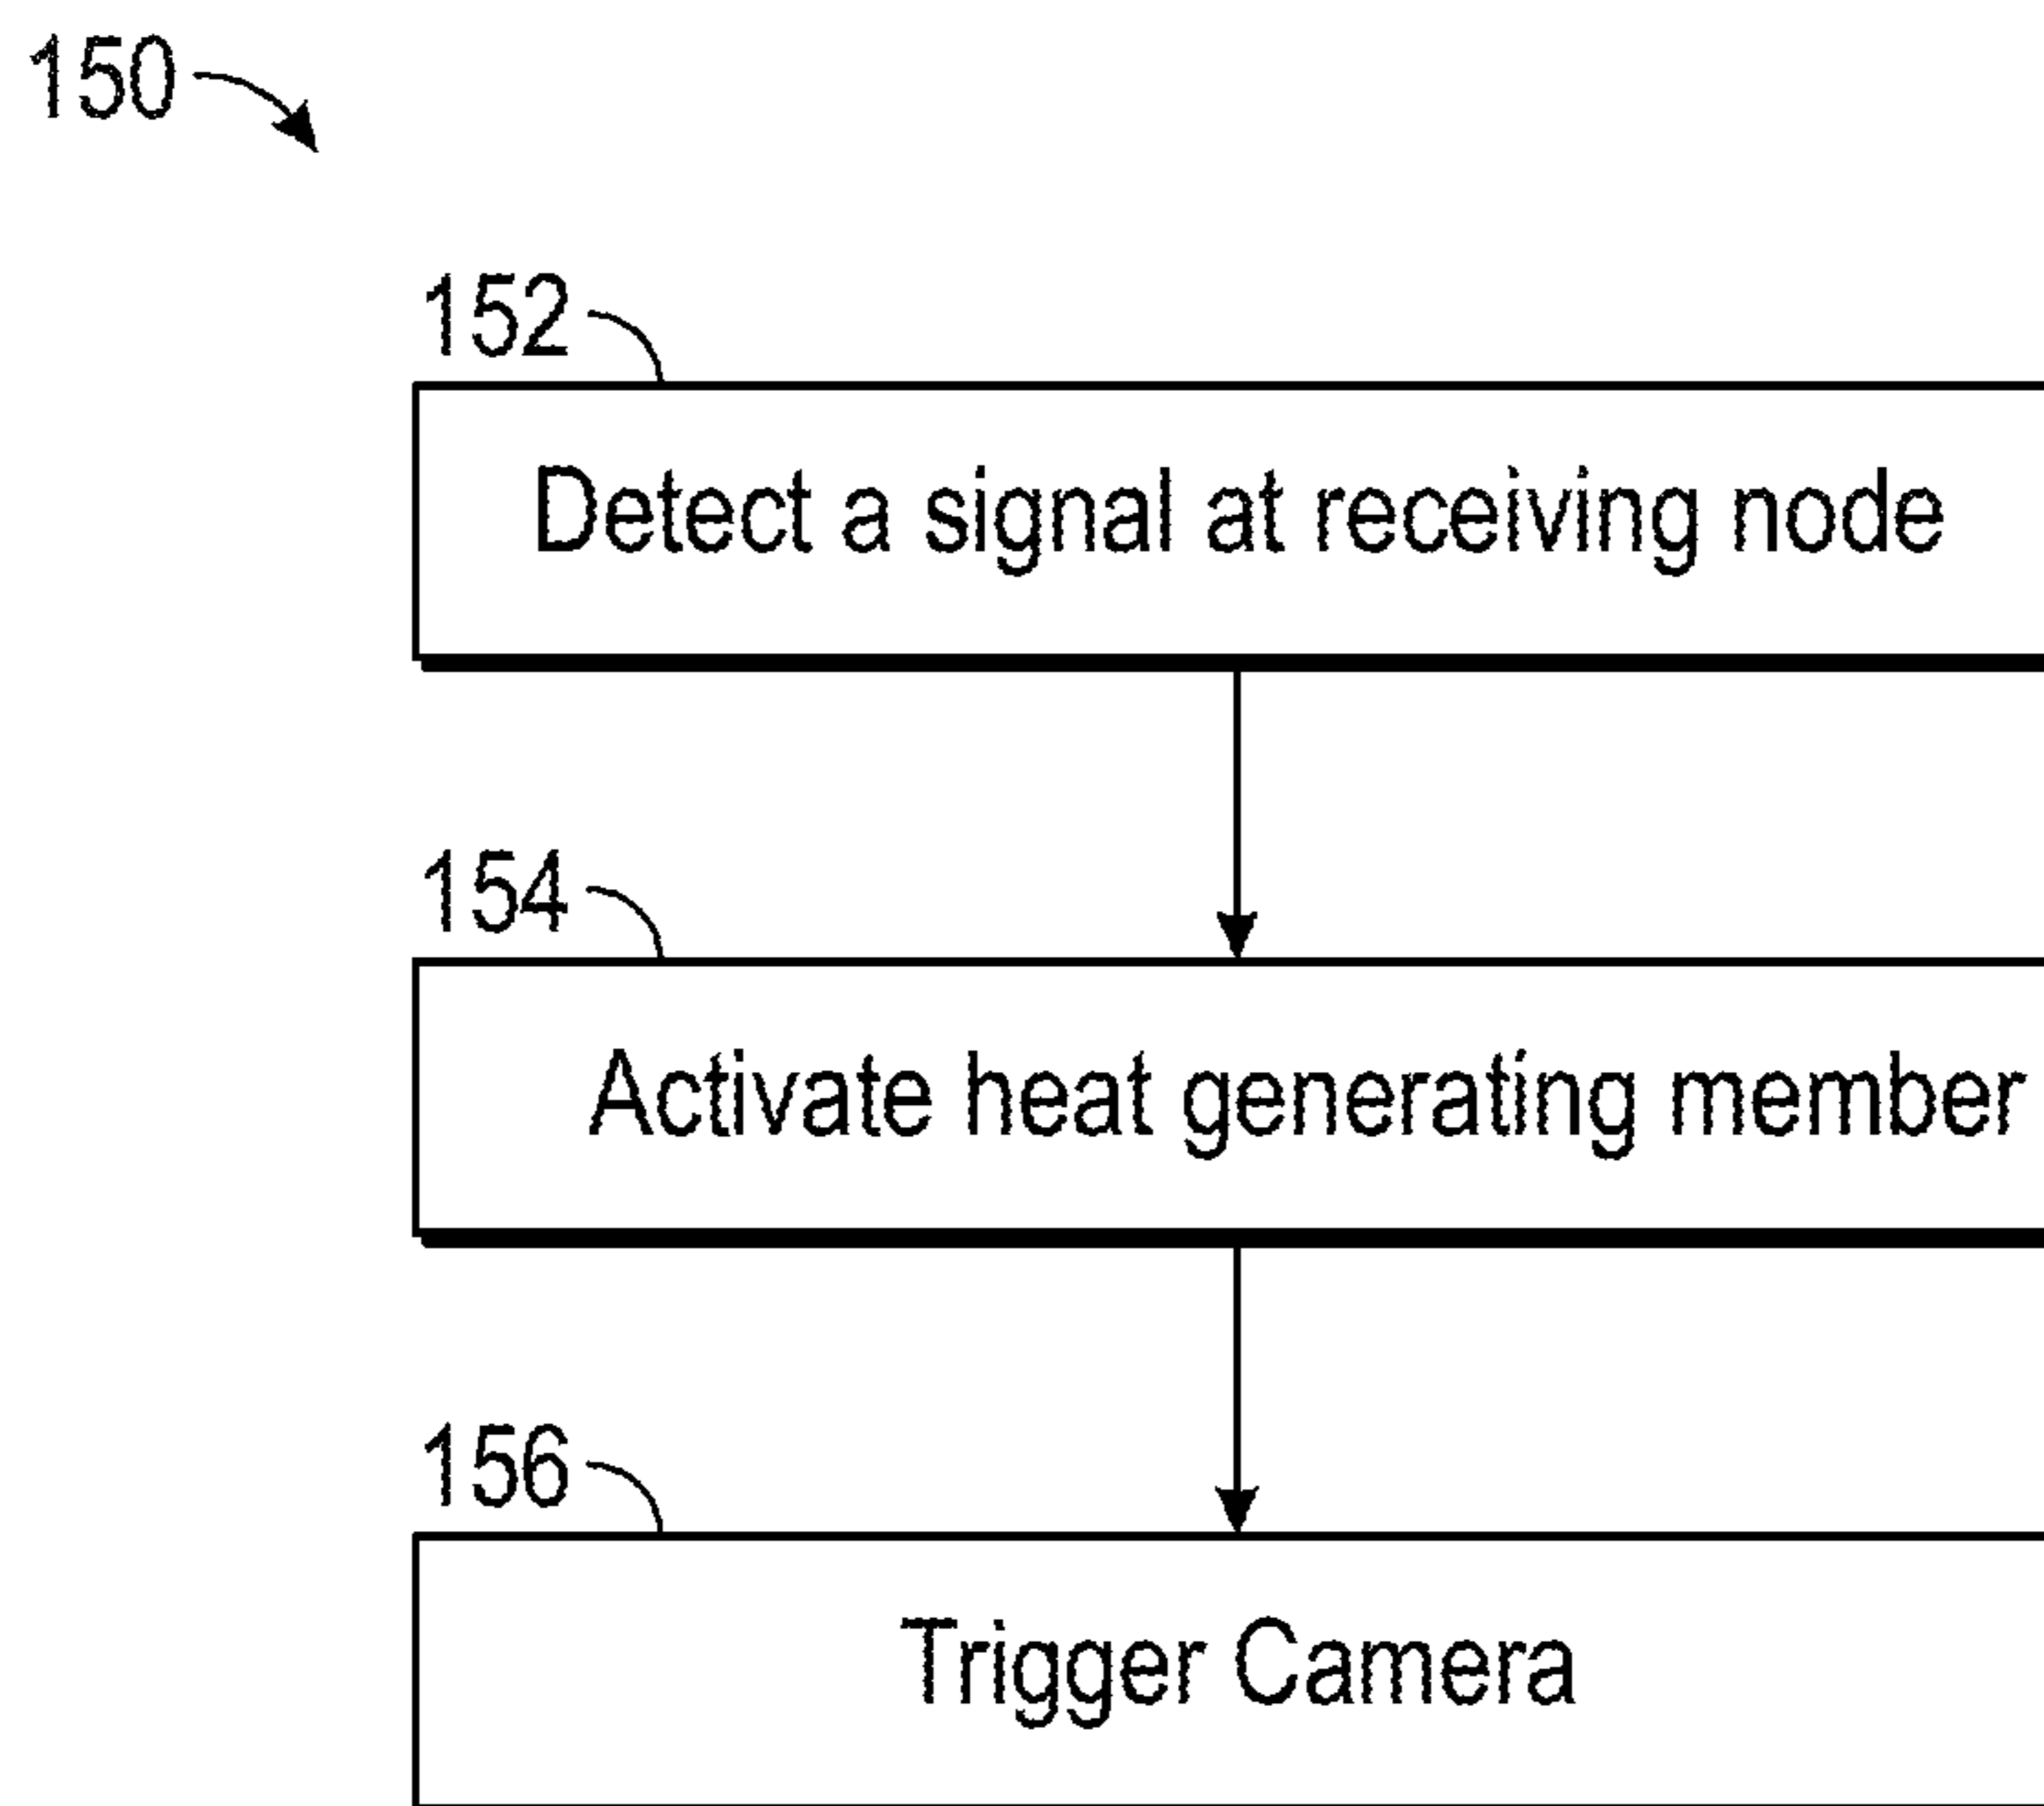 150
152
Detect a signal at receiving node
154
Activate heat generating member
156
Trigger Camera